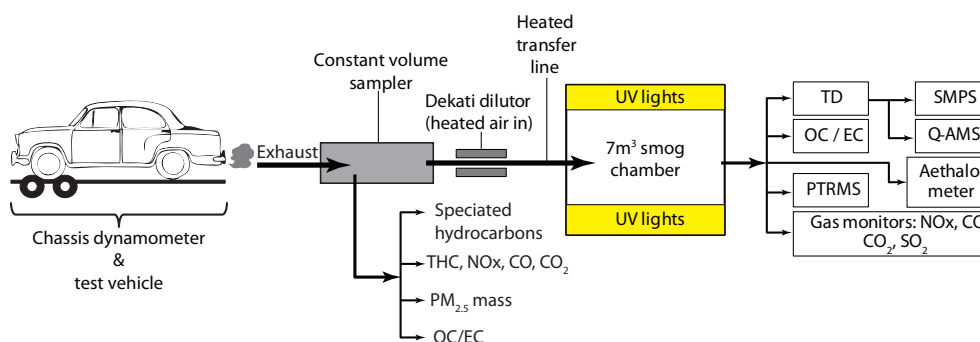 Heated
transfer
line
Constant volume
sampler
Dekati dilutor
(heated air in)
UV lights
7m³ smog
chamber
UV lights
Exhaust
TD
SMPS
OC / EC
Q-AMS
PTRMS
Aethalo
meter
Gas monitors: NOx, CO
CO₂, SO₂
Chassis dynamometer
&
test vehicle
Speciated
hydrocarbons
THC, NOx, CO, CO₂
PM₂.₅ mass
OC/EC